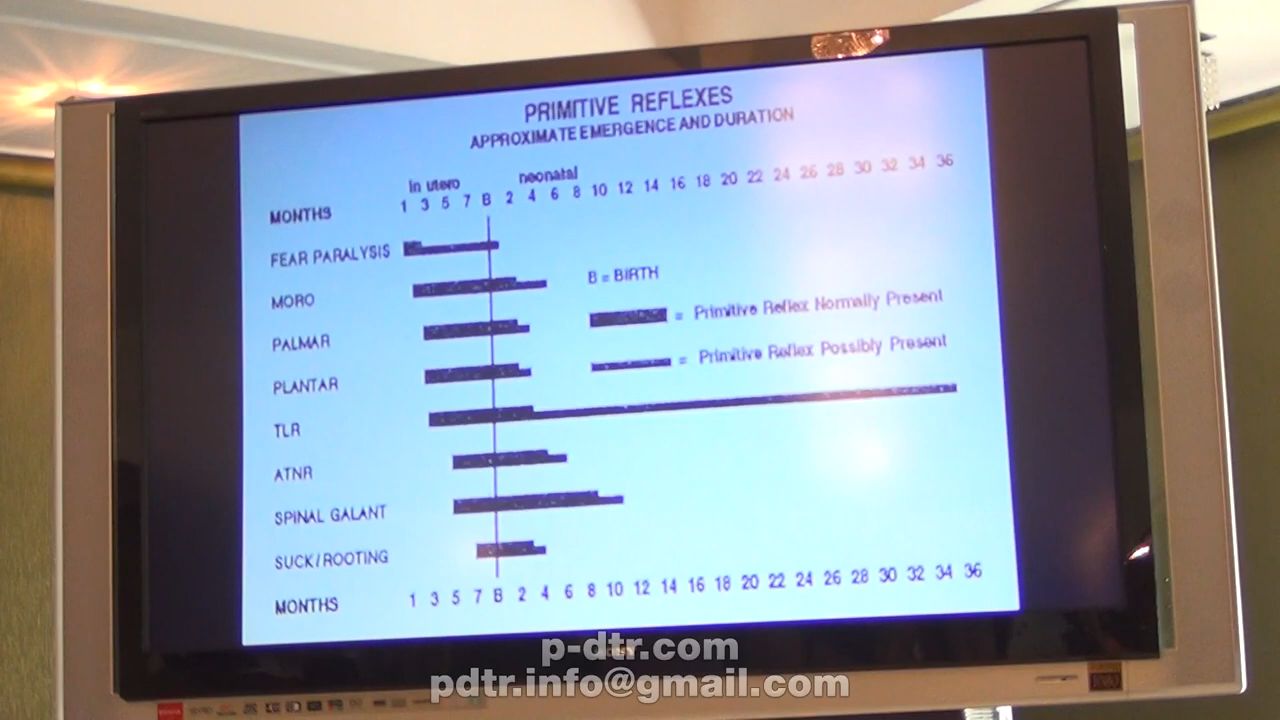 PRIMITIVE REFLEXES
APPROXIMATE EMERGENCE AND DURATION
in utero neonatal
MONTHS 1 3 5 7 B 2 4 6 8 10 12 14 16 18 20 22 24 26 28 30 32 34 36
FEAR PARALYSIS
MORO
B = BIRTH
PALMAR
= Primitive Reflex Normally Present
PLANTAR
= Primitive Reflex Possibly Present
TLR
ATNR
SPINAL GALANT
SUCK/ROOTING
MONTHS 1 3 5 7 B 2 4 6 8 10 12 14 16 18 20 22 24 26 28 30 32 34 36
p-dtr.com
pdtr.info@gmail.com
1080